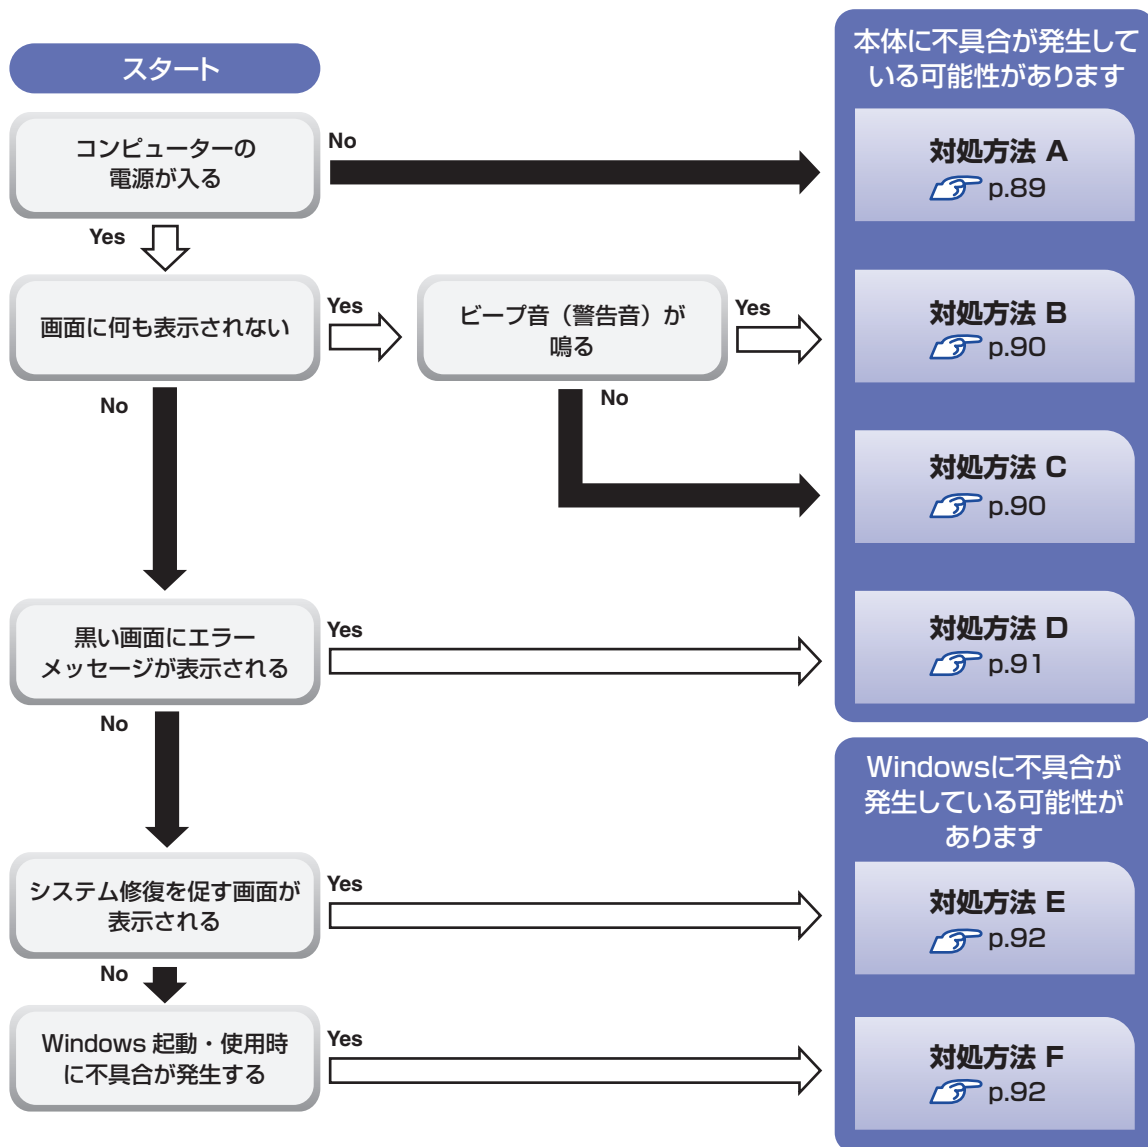 スタート
コンピューターの
電源が入る
No
Yes
画面に何も表示されない
Yes
ビープ音（警告音）が
鳴る
Yes
No
No
黒い画面にエラー
メッセージが表示される
Yes
No
システム修復を促す画面が
表示される
Yes
No
Windows 起動・使用時
に不具合が発生する
Yes
本体に不具合が発生して
いる可能性があります
対処方法 A
p.89
対処方法 B
p.90
対処方法 C
p.90
対処方法 D
p.91
Windowsに不具合が
発生している可能性が
あります
対処方法 E
p.92
対処方法 F
p.92